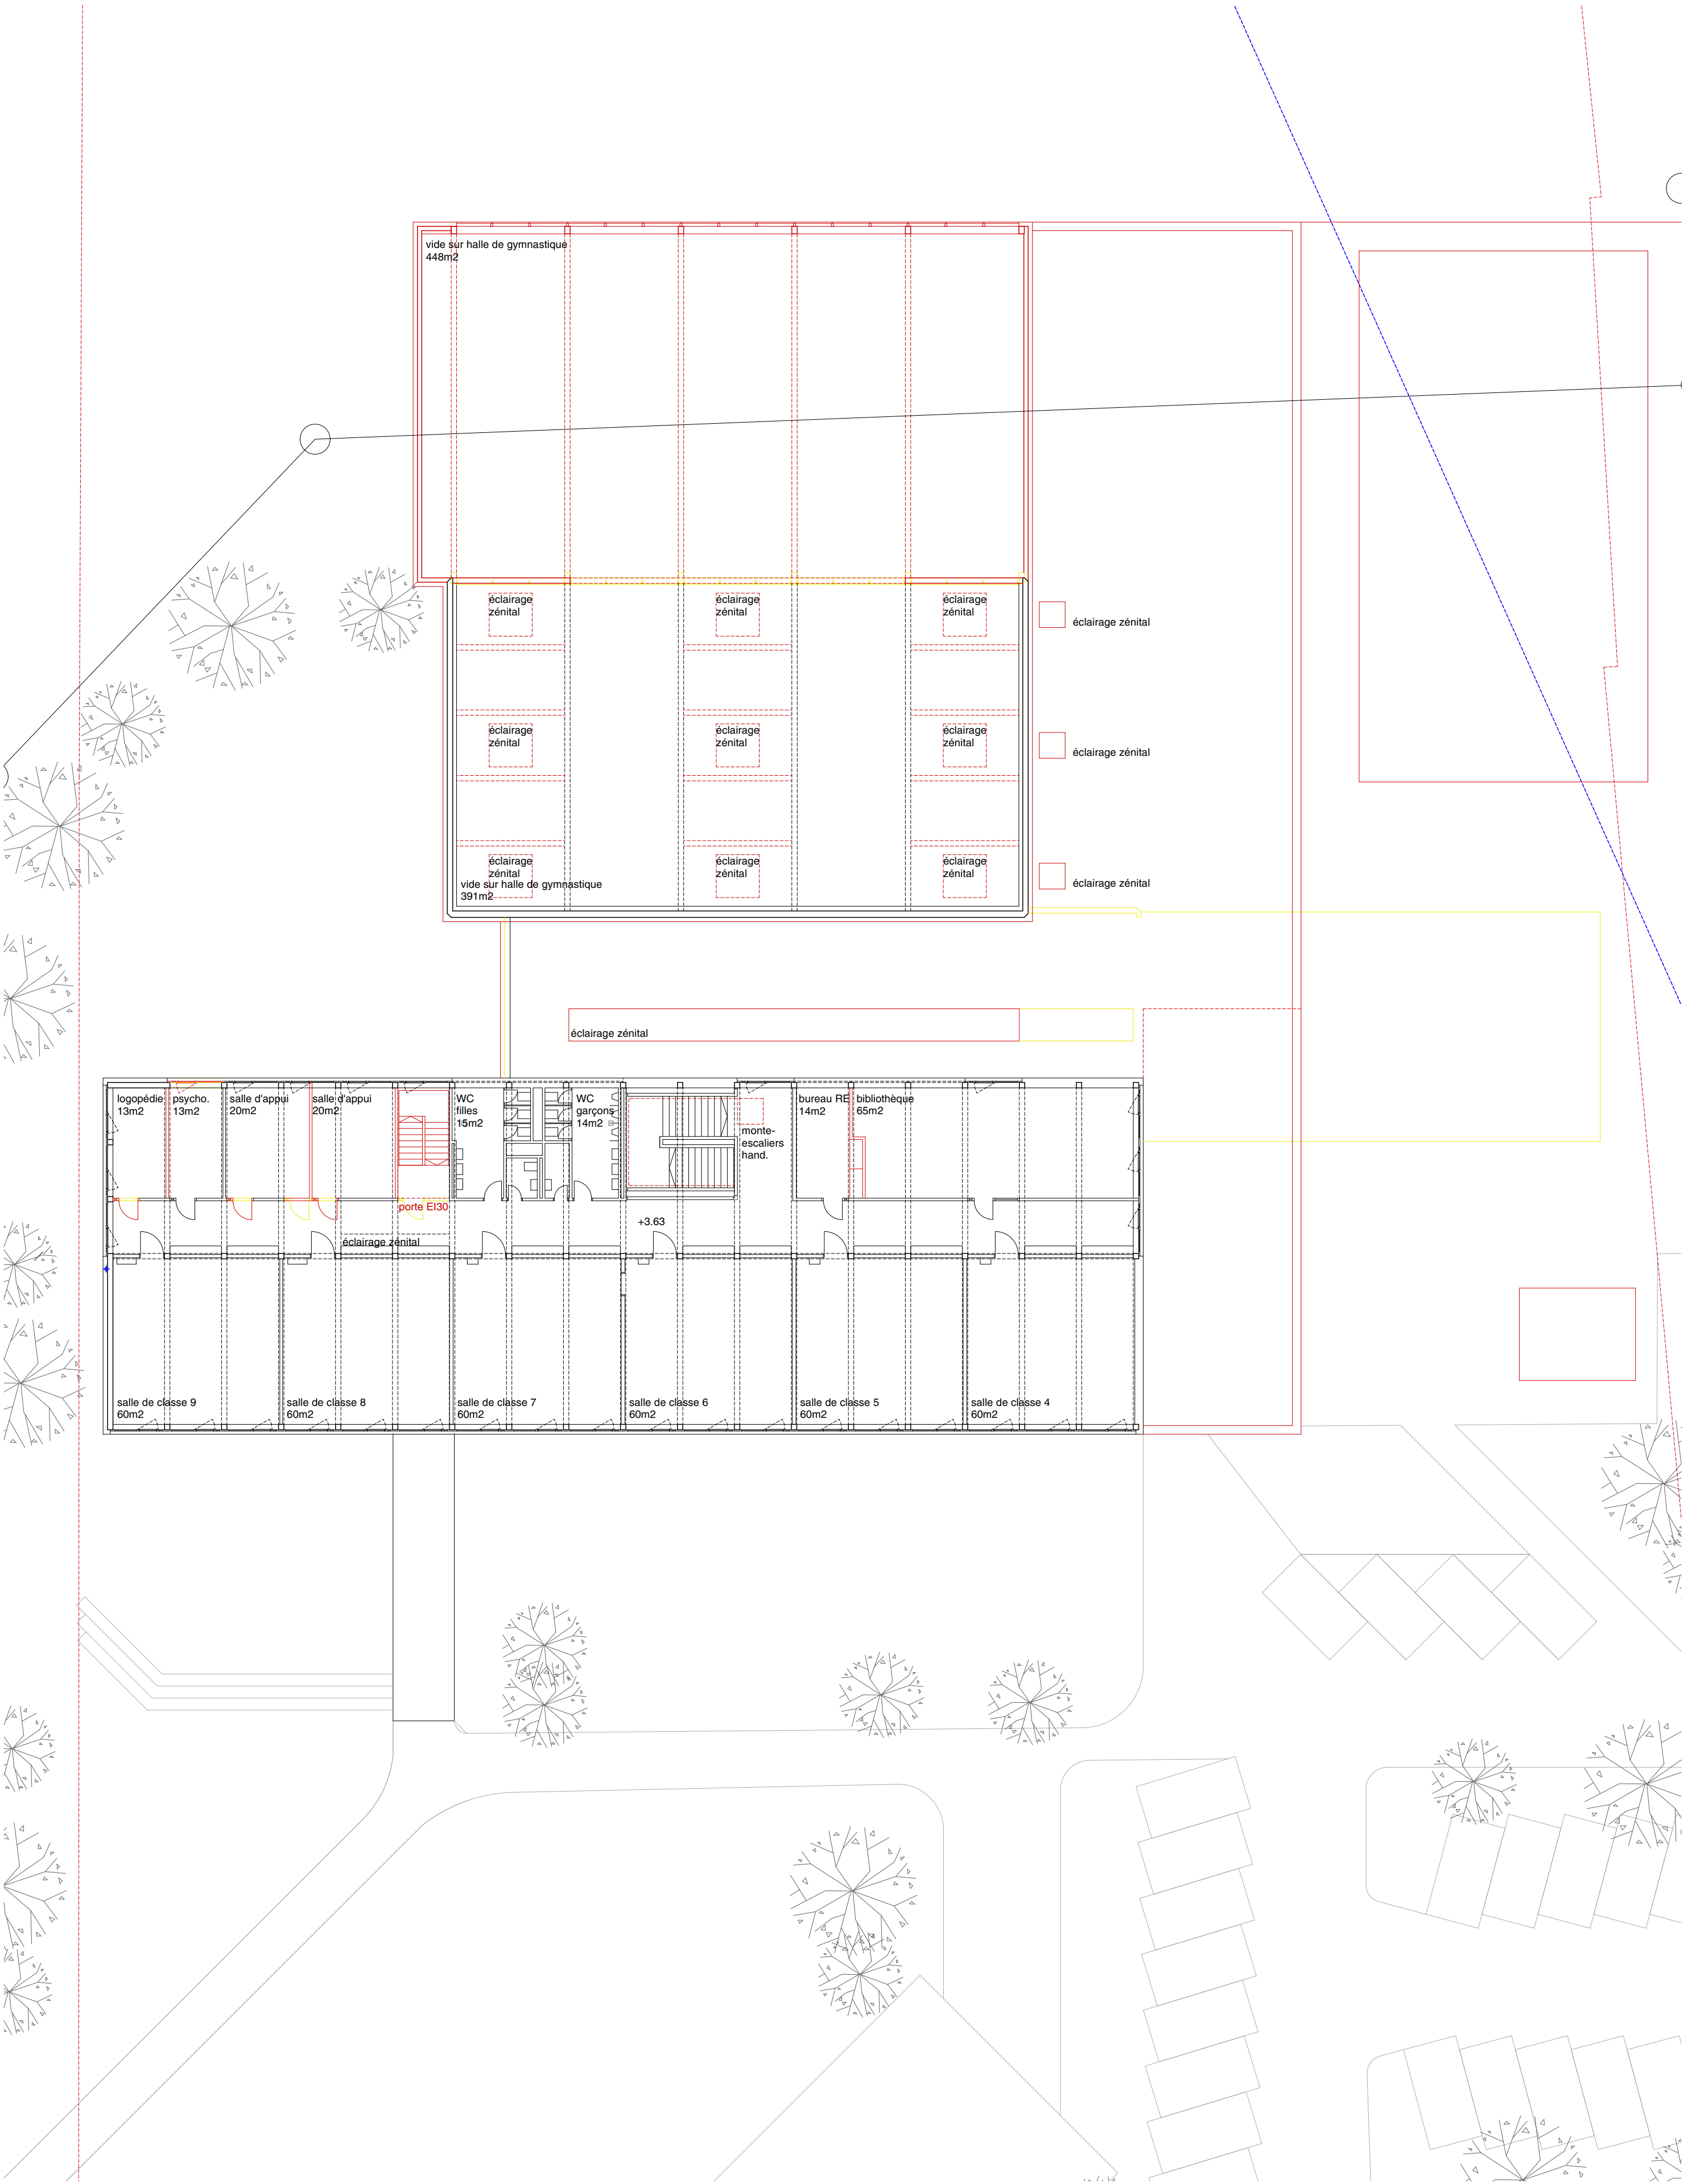 vide sur halle de gymnastique
448m2
éclairage
zénital
éclairage
zénital
éclairage
zénital
éclairage zénital
éclairage
zénital
éclairage
zénital
éclairage
zénital
éclairage zénital
éclairage
zénital
éclairage
zénital
éclairage
zénital
éclairage zénital
vide sur halle de gymnastique
391m2
éclairage zénital
logopédie
13m2
psycho.
13m2
salle d'appui
20m2
salle d'appui
20m2
WC
filles
15m2
WC
garçons
14m2
monte-
escaliers
hand.
bureau RE
14m2
bibliothèque
65m2
porte EI30
+3.63
éclairage zénital
salle de classe 9
60m2
salle de classe 8
60m2
salle de classe 7
60m2
salle de classe 6
60m2
salle de classe 5
60m2
salle de classe 4
60m2